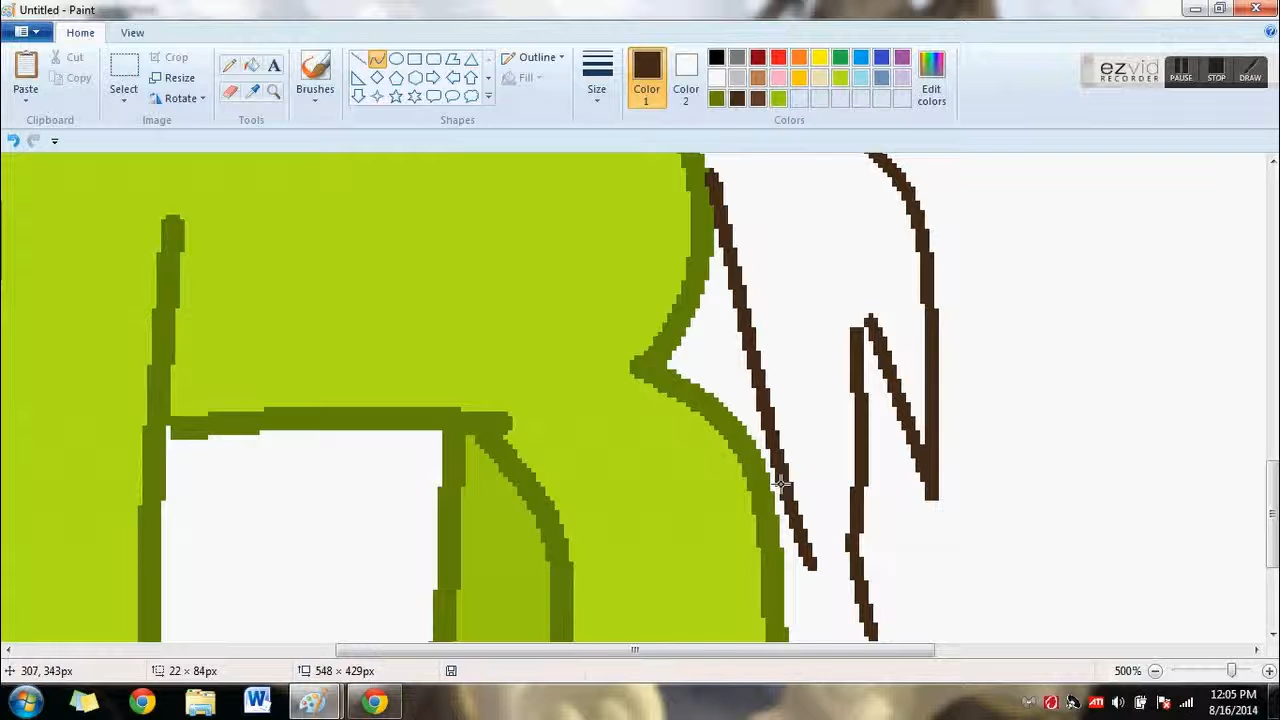 Untitled - Paint
Home View
Paste
Cut
Copy
Select
Crop
Resize
Rotate
A
Brushes
Outline
Fill
Size
Color
1
Color
2
Edit
colors
Clipboard Image Tools Shapes Colors
ezvid
RECORDER
PAUSE STOP DRAW
307, 343px 22 × 84px 548 × 429px 500%
12:05 PM
8/16/2014